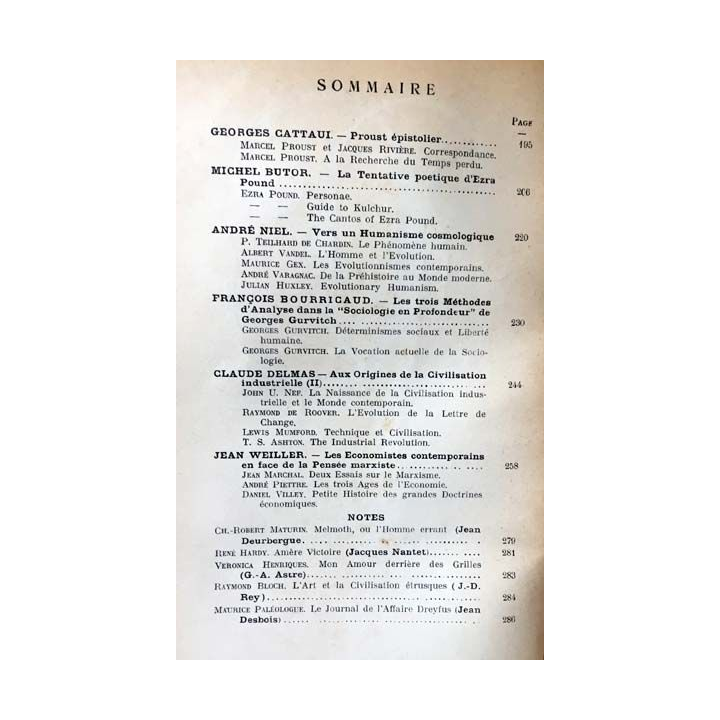 SOMMAIRE
PAGE
GEORGES CATTAUI. — Proust épistolier........... 195
MARCEL PROUST et JACQUES RIVIÈRE. Correspondance.
MARCEL PROUST. A la Recherche du Temps perdu.
MICHEL BUTOR. — La Tentative poetique d'Ezra
Pound ............................................. 206
EZRA POUND. Personae.
— — Guide to Kulchur.
— — The Cantos of Ezra Pound.
ANDRÉ NIEL. — Vers un Humanisme cosmologique 220
P. TEILHARD DE CHARDIN. Le Phénomène humain.
ALBERT VANDEL. L'Homme et l'Evolution.
MAURICE GEX. Les Evolutionnismes contemporains.
ANDRÉ VARAGNAC. De la Préhistoire au Monde moderne.
JULIAN HUXLEY. Evolutionary Humanism.
FRANÇOIS BOURRICAUD. — Les trois Méthodes
d'Analyse dans la "Sociologie en Profondeur" de
Georges Gurvitch .................................. 230
GEORGES GURVITCH. Déterminismes sociaux et Liberté
humaine.
GEORGES GURVITCH. La Vocation actuelle de la Socio-
logie.
CLAUDE DELMAS — Aux Origines de la Civilisation
industrielle (II).................................. 244
JOHN U. NEF. La Naissance de la Civilisation indus-
trielle et le Monde contemporain.
RAYMOND DE ROOVER. L'Evolution de la Lettre de
Change.
LEWIS MUMFORD. Technique et Civilisation.
T. S. ASHTON. The Industrial Revolution.
JEAN WEILLER. — Les Economistes contemporains
en face de la Pensée marxiste.................. 258
JEAN MARCHAL. Deux Essais sur le Marxisme.
ANDRÉ PIETTRE. Les trois Ages de l'Economie.
DANIEL VILLEY. Petite Histoire des grandes Doctrines
économiques.
NOTES
CH.-ROBERT MATURIN. Melmoth, ou l'Homme errant (Jean
Deurbergue. ..................................... 279
RENÉ HARDY. Amère Victoire (Jacques Nantet)........ 281
VERONICA HENRIQUES. Mon Amour derrière des Grilles
(G.-A. Astre).................................... 283
RAYMOND BLOCH. L'Art et la Civilisation étrusques (J.-D.
Rey)............................................. 284
MAURICE PALÉOLOGUE. Le Journal de l'Affaire Dreyfus (Jean
Desbois) ........................................ 286